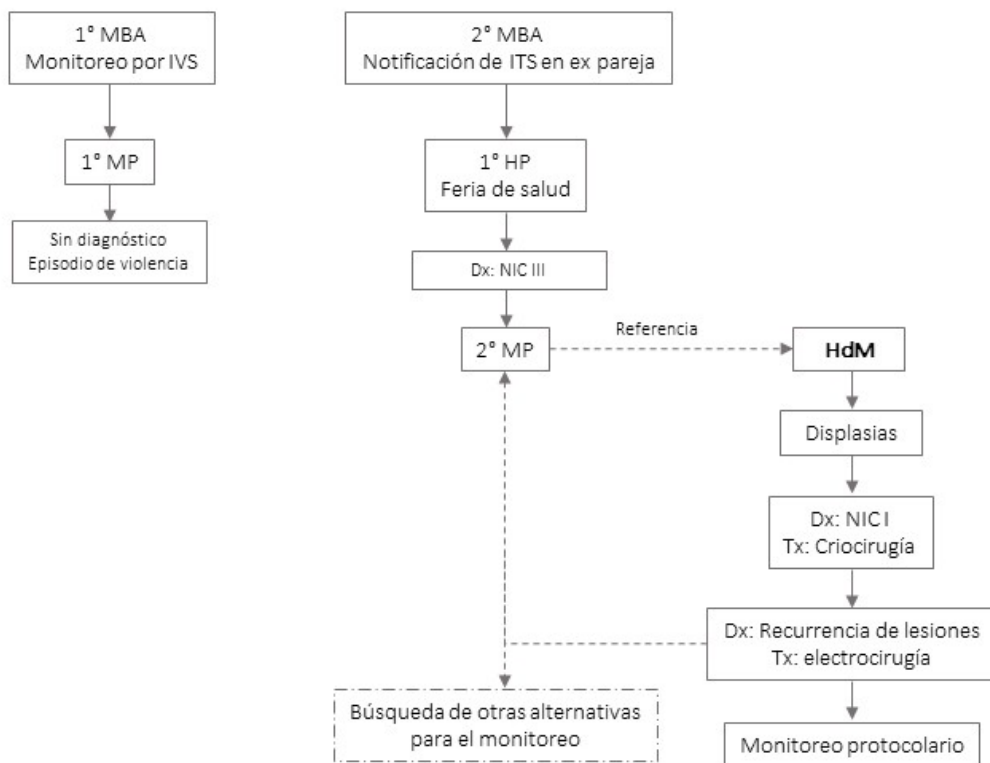 1° MBA
Monitoreo por IVS
1° MP
Sin diagnóstico
Episodio de violencia
2° MBA
Notificación de ITS en ex pareja
1° HP
Feria de salud
Dx: NIC III
2° MP
Referencia
HdM
Displasias
Dx: NIC I
Tx: Criocirugía
Dx: Recurrencia de lesiones
Tx: electrocirugía
Búsqueda de otras alternativas
para el monitoreo
Monitoreo protocolario